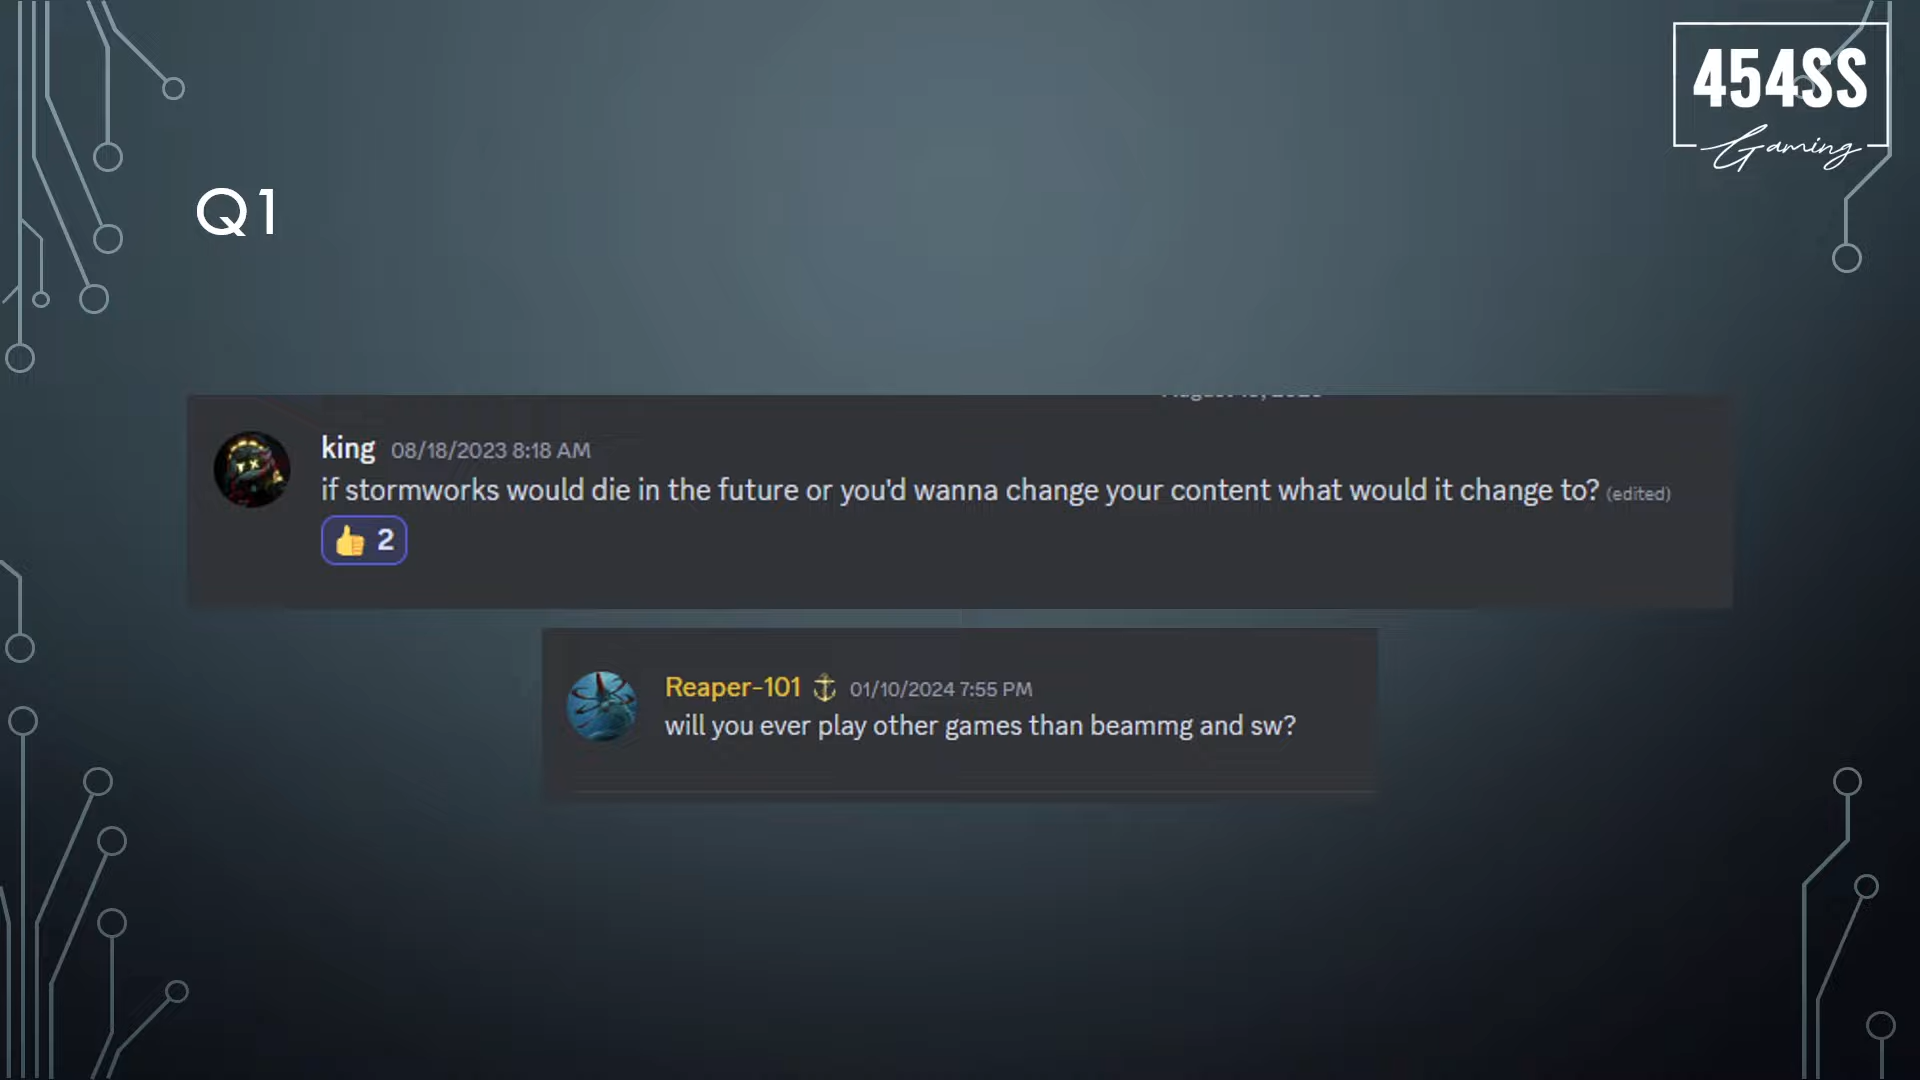 454SS
Gaming
Q1
king 08/18/2023 8:18 AM
if stormworks would die in the future or you'd wanna change your content what would it change to? (edited)
👍 2
Reaper-101 01/10/2024 7:55 PM
will you ever play other games than beammg and sw?